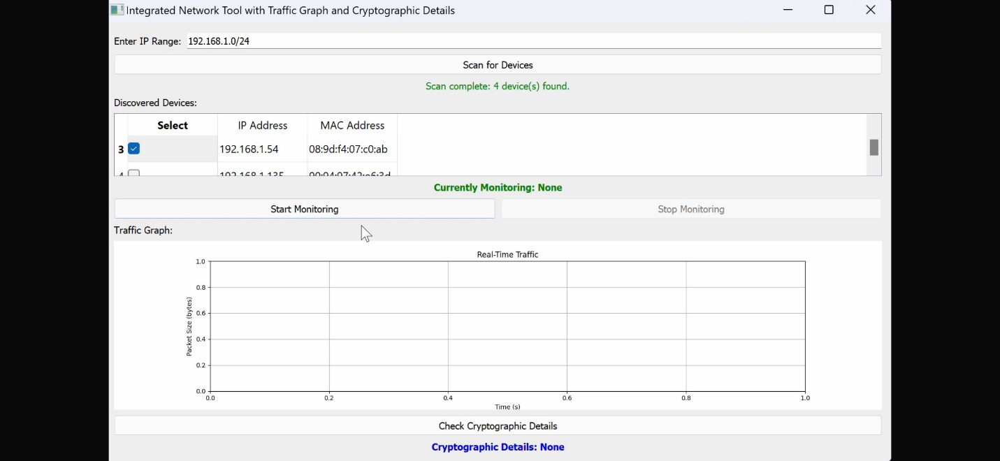 Integrated Network Tool with Traffic Graph and Cryptographic Details
Enter IP Range: 192.168.1.0/24
Scan for Devices
Scan complete: 4 device(s) found.
Discovered Devices:
Select IP Address MAC Address
3 192.168.1.54 08:9d:f4:07:c0:ab
4 192.168.1.135
Currently Monitoring: None
Start Monitoring Stop Monitoring
Traffic Graph:
Real-Time Traffic
Packet Size (bytes)
1.0
0.8
0.6
0.4
0.2
0.0
0.0 0.2 0.4 0.6 0.8 1.0
Time (s)
Check Cryptographic Details
Cryptographic Details: None